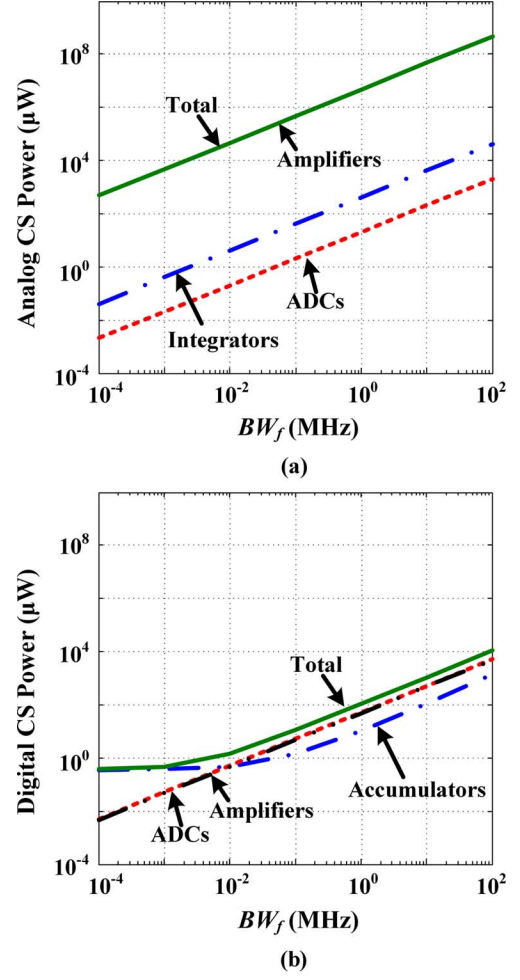 Analog CS Power (µW)
10^8
10^4
10^0
10^-4
Total
Amplifiers
ADCs
Integrators
10^-4
10^-2
10^0
10^2
BW_f (MHz)
(a)
Digital CS Power (µW)
10^8
10^4
10^0
10^-4
Total
Accumulators
Amplifiers
ADCs
10^-4
10^-2
10^0
10^2
BW_f (MHz)
(b)